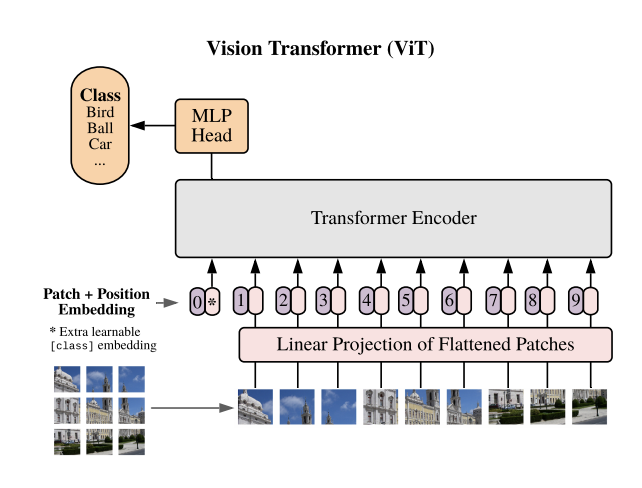 Vision Transformer (ViT)
Class
Bird
Ball
Car
...
MLP
Head
Transformer Encoder
Patch + Position
Embedding
0 * 1 2 3 4 5 6 7 8 9
* Extra learnable
[class] embedding
Linear Projection of Flattened Patches